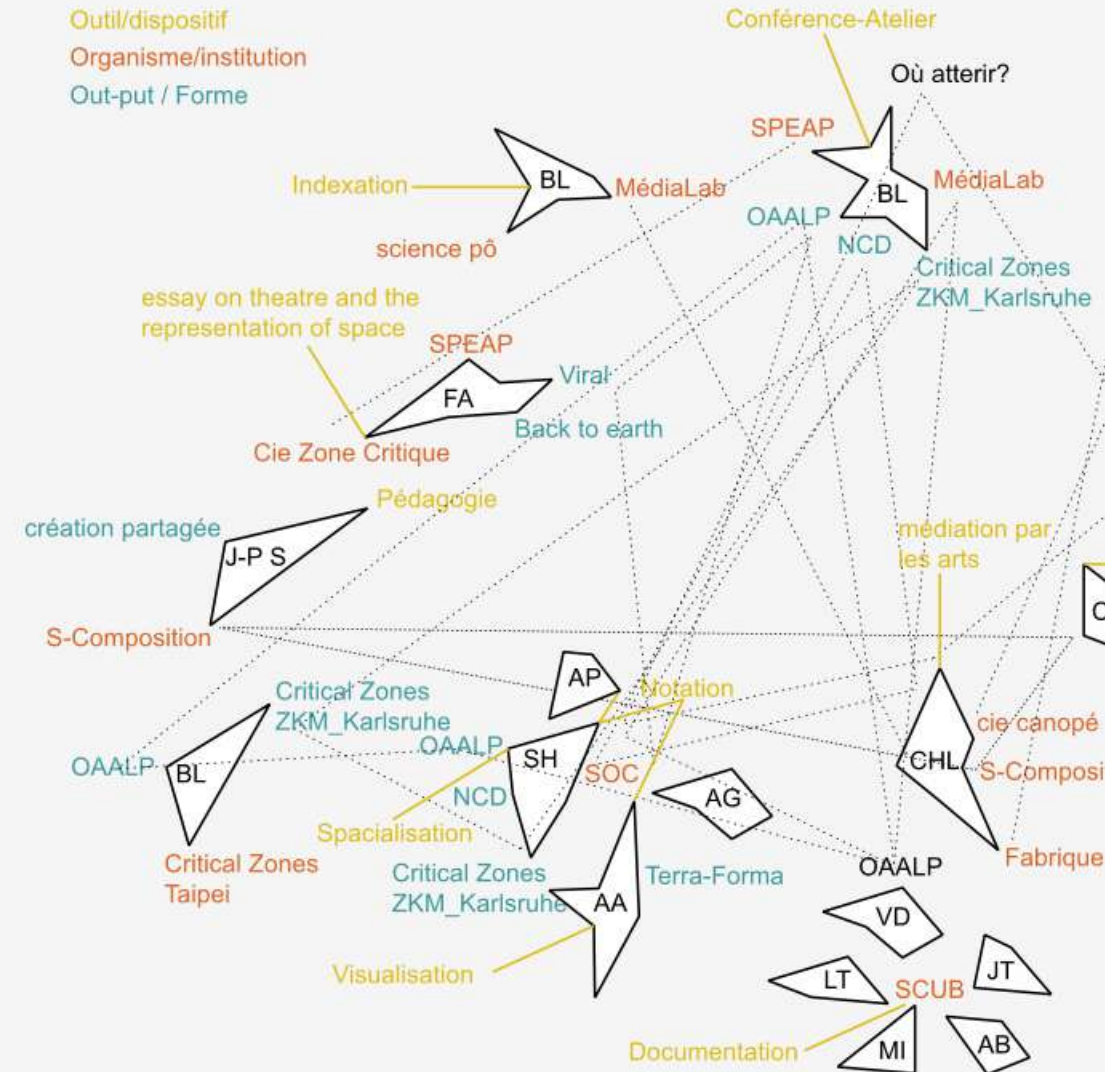 Outil/dispositif
Organisme/institution
Out-put / Forme
Conférence-Atelier
Où atterir?
SPEAP
BL
MédiaLab
Indexation
BL
MédiaLab
OAALP
NCD
science pô
Critical Zones
ZKM_Karlsruhe
essay on theatre and the
representation of space
SPEAP
FA
Viral
Back to earth
Cie Zone Critique
Pédagogie
création partagée
J-P S
S-Composition
médiation par
les arts
C
AP
Notation
Critical Zones
ZKM_Karlsruhe
OAALP
SH
SOC
cie canopé
CHL
S-Composi
OAALP
BL
NCD
AG
Spacialisation
Critical Zones
Taipei
Critical Zones
ZKM_Karlsruhe
AA
Terra-Forma
OAALP
Fabrique
VD
Visualisation
LT
SCUB
JT
Documentation
MI
AB